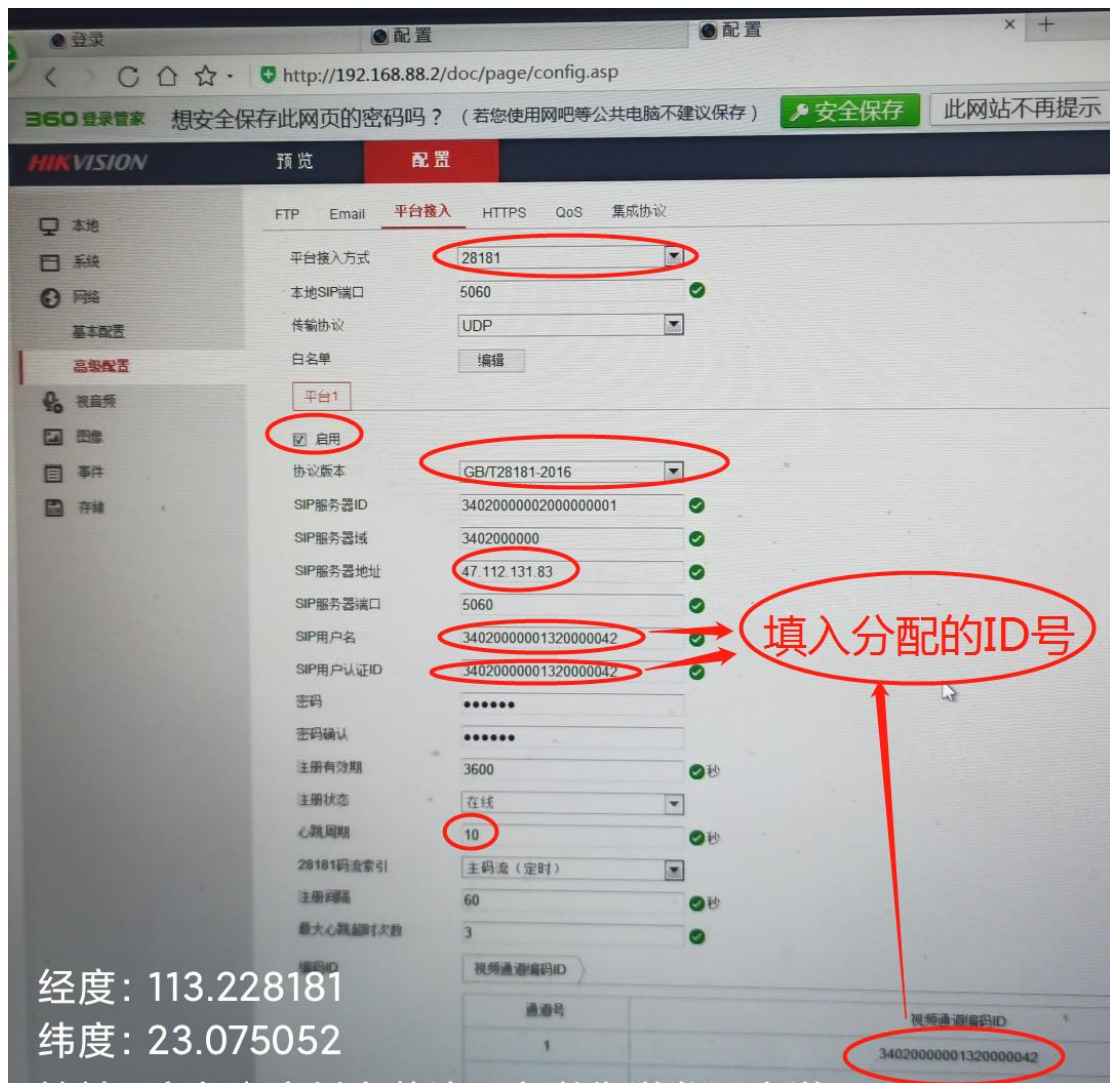 登录
配置
配置
http://192.168.88.2/doc/page/config.asp
360登录管家 想安全保存此网页的密码吗？（若您使用网吧等公共电脑不建议保存） 安全保存 此网站不再提示
HIKVISION 预览 配置
FTP Email 平台接入 HTTPS QoS 集成协议
本地
系统
网络
基本配置
高级配置
视音频
图像
事件
存储
平台接入方式 28181
本地SIP端口 5060
传输协议 UDP
白名单 编辑
平台1
启用
协议版本 GB/T28181-2016
SIP服务器ID 34020000002000000001
SIP服务器域 3402000000
SIP服务器地址 47.112.131.83
SIP服务器端口 5060
SIP用户名 34020000001320000042
SIP用户认证ID 34020000001320000042
填入分配的ID号
密码 ●●●●●●
密码确认 ●●●●●●
注册有效期 3600 秒
注册状态 在线
心跳周期 10 秒
28181码流索引 主码流（定时）
注册间隔 60 秒
最大心跳超时次数 3
编码ID 视频通道编码ID
通道号 视频通道编码ID
1 34020000001320000042
经度：113.228181
纬度：23.075052